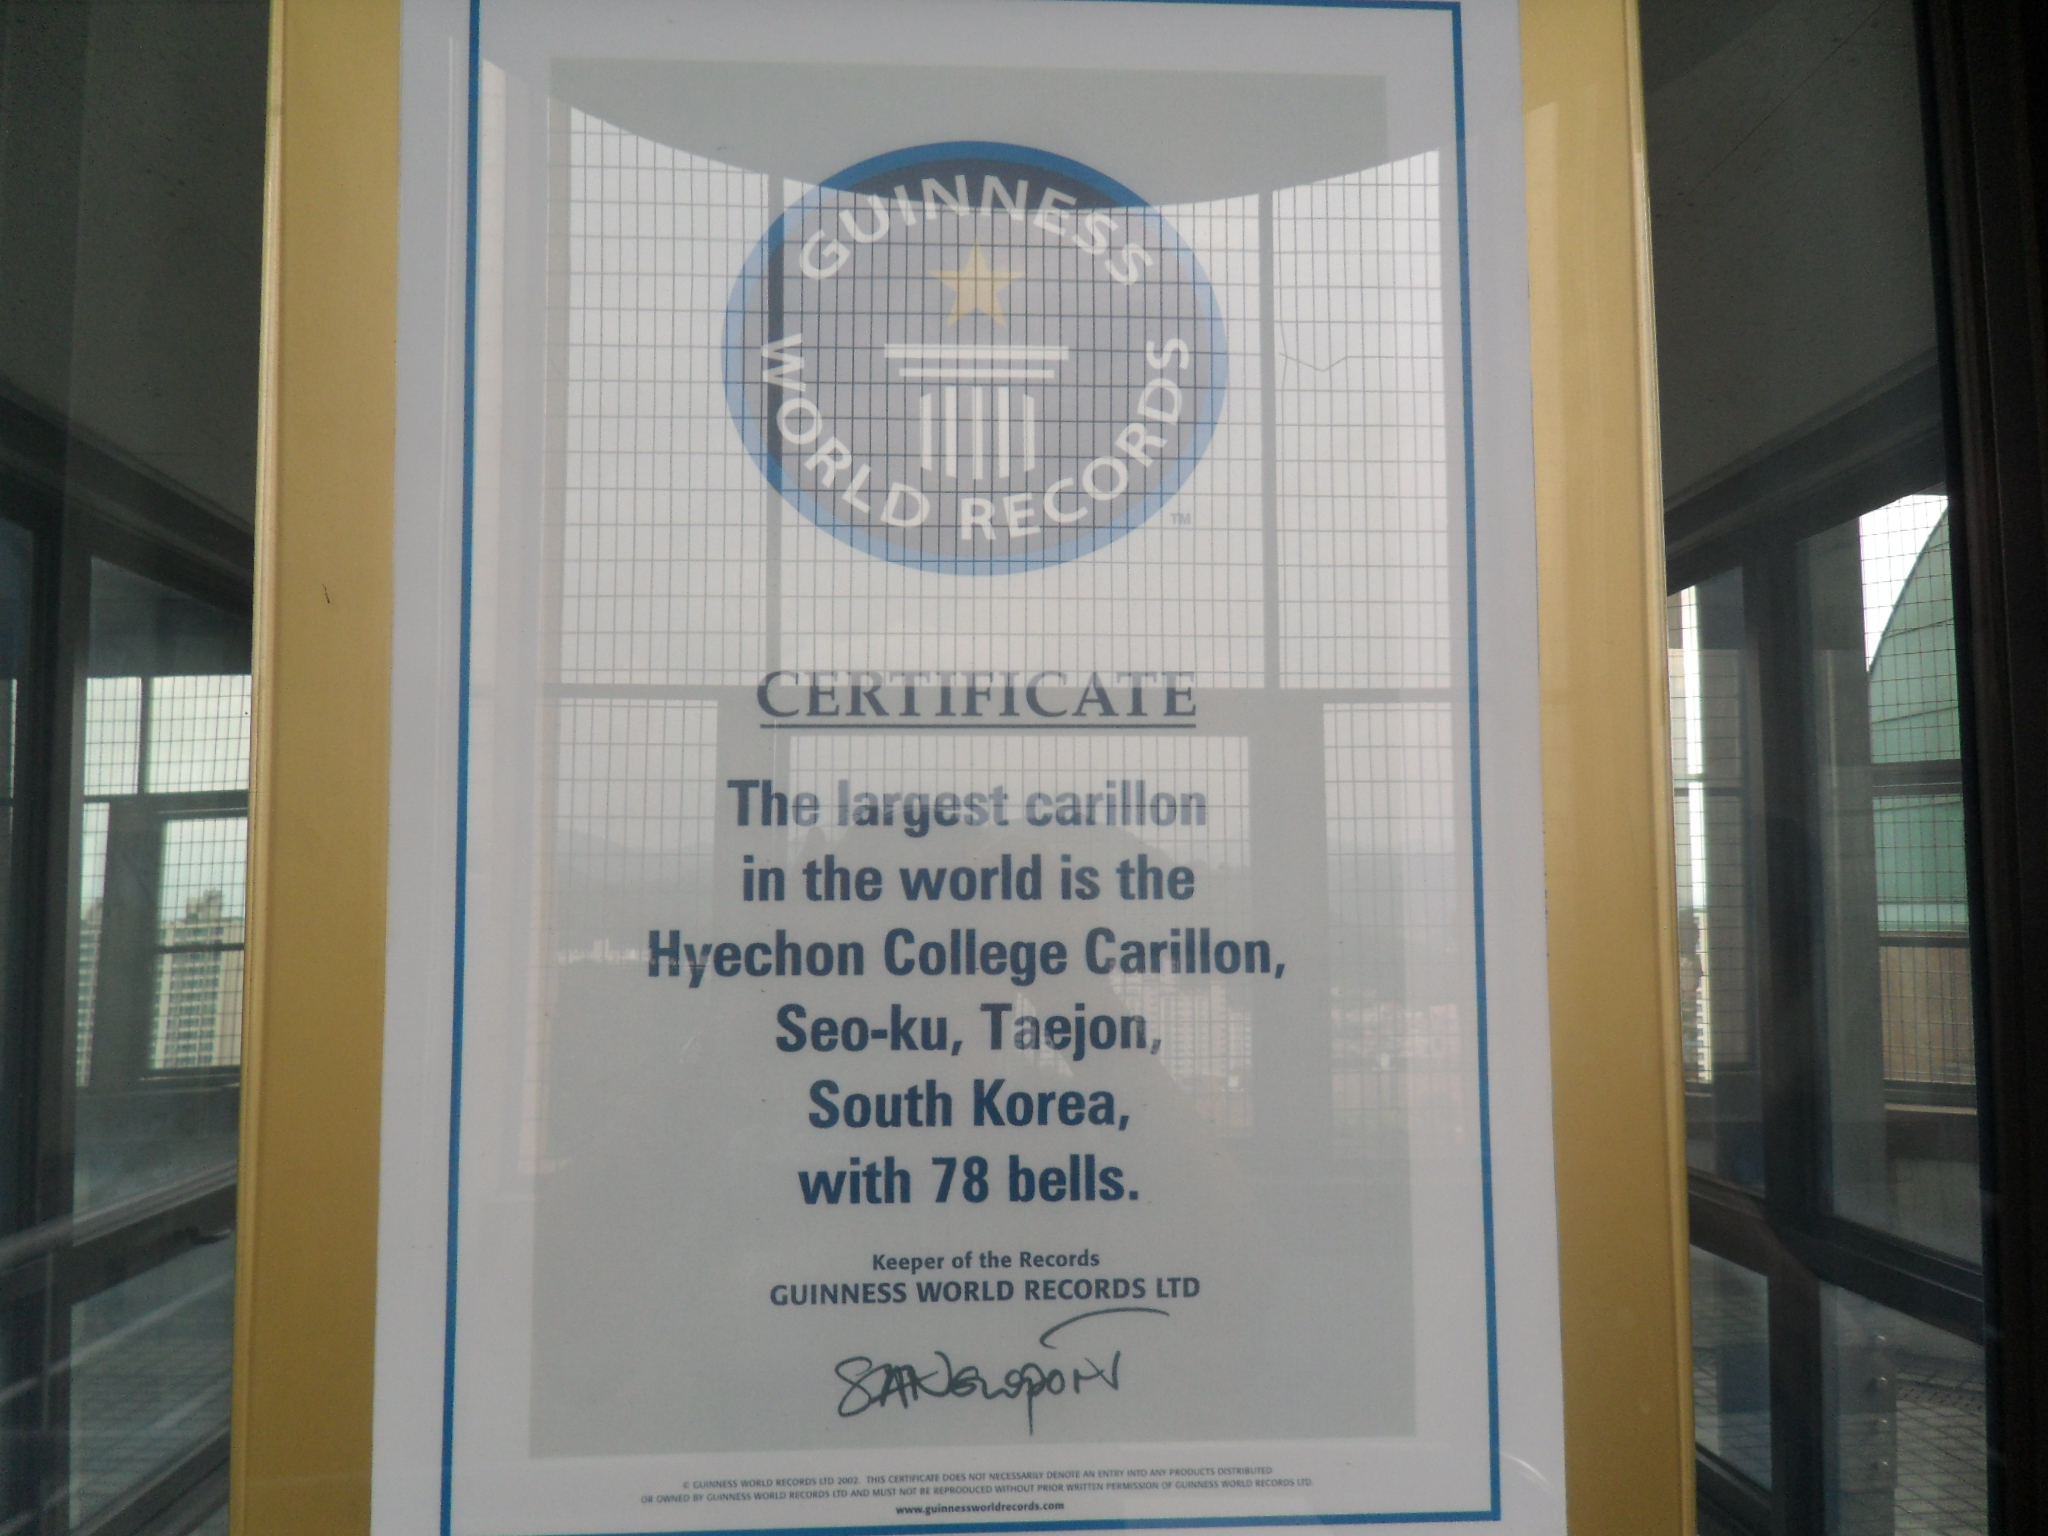 GUINNESS
WORLD RECORDS
TM
CERTIFICATE
The largest carillon
in the world is the
Hyechon College Carillon,
Seo-ku, Taejon,
South Korea,
with 78 bells.
Keeper of the Records
GUINNESS WORLD RECORDS LTD
© GUINNESS WORLD RECORDS LTD 2002. THIS CERTIFICATE DOES NOT NECESSARILY DENOTE AN ENTRY INTO ANY PRODUCTS DISTRIBUTED
OR OWNED BY GUINNESS WORLD RECORDS LTD AND MUST NOT BE REPRODUCED WITHOUT PRIOR WRITTEN PERMISSION OF GUINNESS WORLD RECORDS LTD.
www.guinnessworldrecords.com